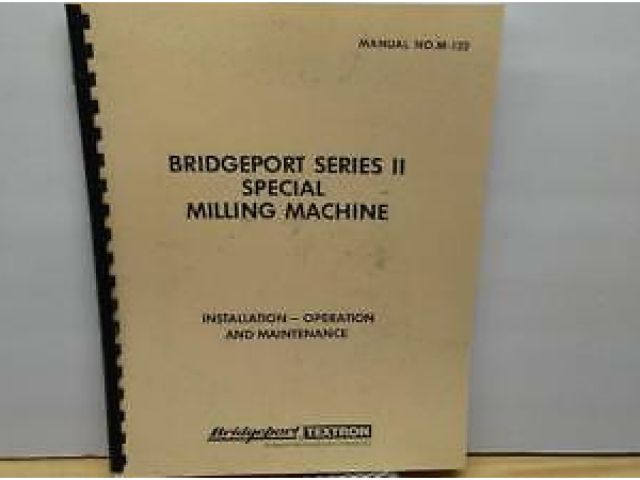 MANUAL NO. M-122
BRIDGEPORT SERIES II
SPECIAL
MILLING MACHINE
INSTALLATION – OPERATION
AND MAINTENANCE
Bridgeport TEXTRON